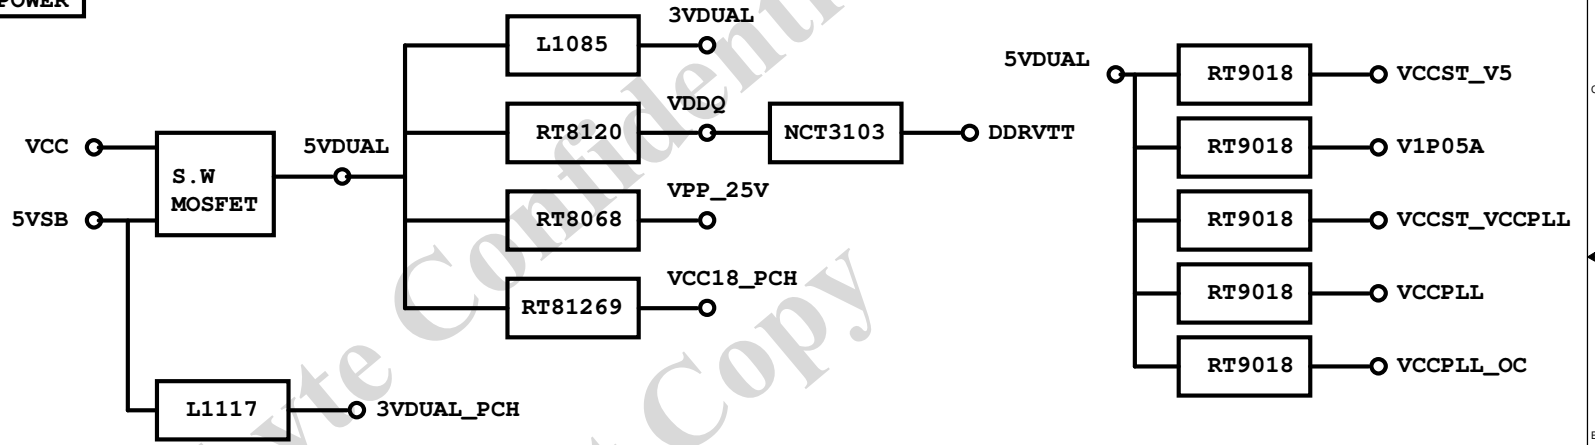 POWER
3VDUAL
L1085
5VDUAL
RT9018
VCCST_V5
VDDQ
RT8120
NCT3103
DDRVTT
VCC
5VDUAL
RT9018
V1P05A
S.W
MOSFET
VPP_25V
5VSB
RT8068
RT9018
VCCST_VCCPLL
VCC18_PCH
RT81269
RT9018
VCCPLL
RT9018
VCCPLL_OC
L1117
3VDUAL_PCH
Copy